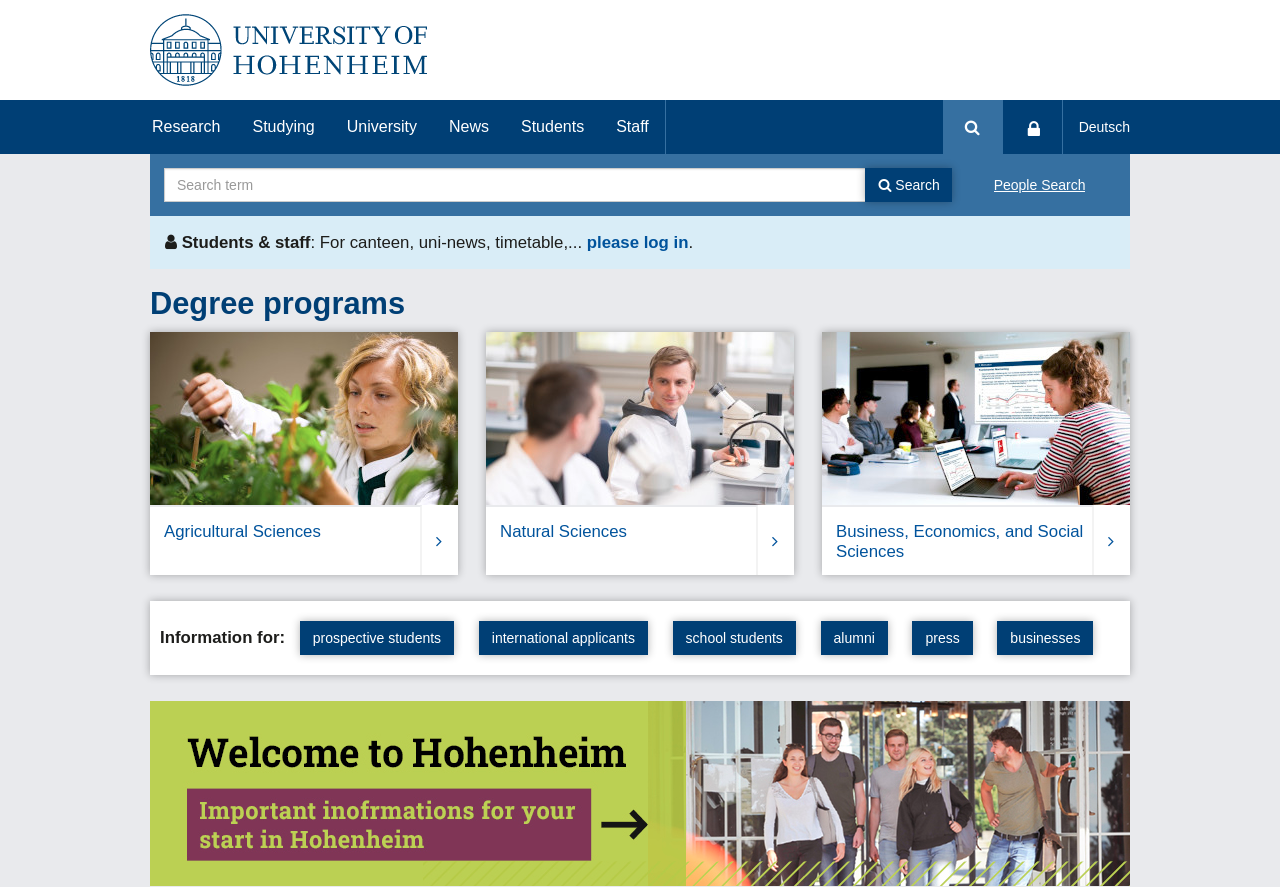 UNIVERSITY OF
HOHENHEIM
1818
Research Studying University News Students Staff Deutsch
Search term Search People Search
Students & staff: For canteen, uni-news, timetable,... please log in.
Degree programs
Agricultural Sciences
Natural Sciences
Business, Economics, and Social
Sciences
Information for: prospective students international applicants school students alumni press businesses
Welcome to Hohenheim
Important inofrmations for your
start in Hohenheim